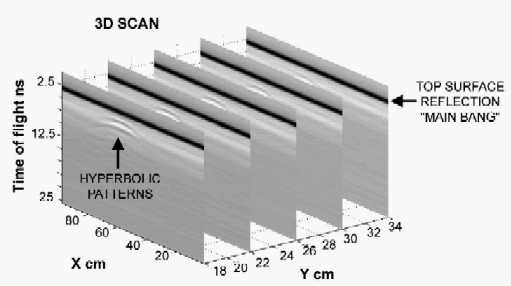 3D SCAN
2.5
12.5
25
Time of flight ns
TOP SURFACE
REFLECTION
"MAIN BANG"
HYPERBOLIC
PATTERNS
80
60
40
20
X cm
18 20 22 24 26 28 30 32 34
Y cm